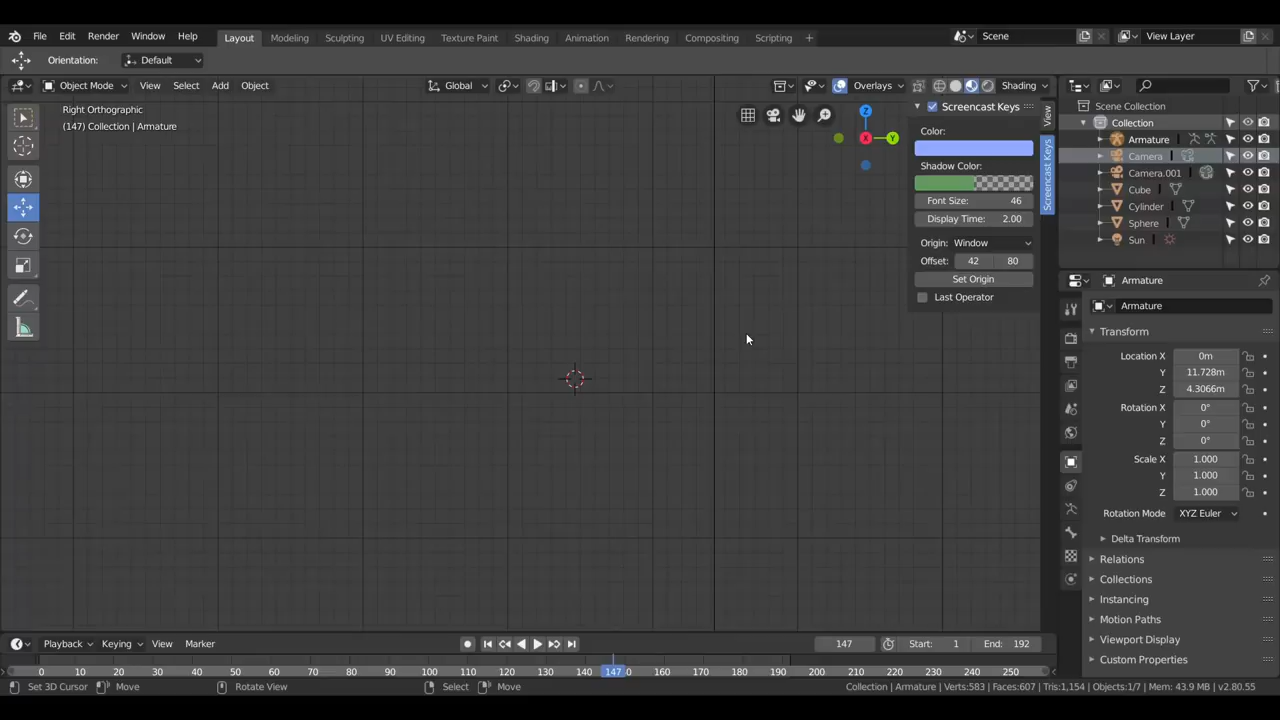 File Edit Render Window Help Layout Modeling Sculpting UV Editing Texture Paint Shading Animation Rendering Compositing Scripting + Scene View Layer
Orientation: Default
Object Mode View Select Add Object Global Overlays Shading
Right Orthographic
(147) Collection | Armature
Screencast Keys
Color:
Shadow Color:
Font Size: 46
Display Time: 2.00
Origin: Window
Offset: 42 80
Set Origin
Last Operator
View
Screencast Keys
X
Y
Z
Scene Collection
Collection
Armature
Camera
Camera.001
Cube
Cylinder
Sphere
Sun
Armature
Armature
Transform
Location X 0m
Y 11.728m
Z 4.3066m
Rotation X 0°
Y 0°
Z 0°
Scale X 1.000
Y 1.000
Z 1.000
Rotation Mode XYZ Euler
Delta Transform
Relations
Collections
Instancing
Motion Paths
Viewport Display
Custom Properties
Playback Keying View Marker 147 Start: 1 End: 192
0 10 20 30 40 50 60 70 80 90 100 110 120 130 140 147 0 160 170 180 190 200 210 220 230 240 250
Set 3D Cursor Move Rotate View Select Move Collection | Armature | Verts:583 | Faces:607 | Tris:1,154 | Objects:1/7 | Mem: 43.9 MB | v2.80.55